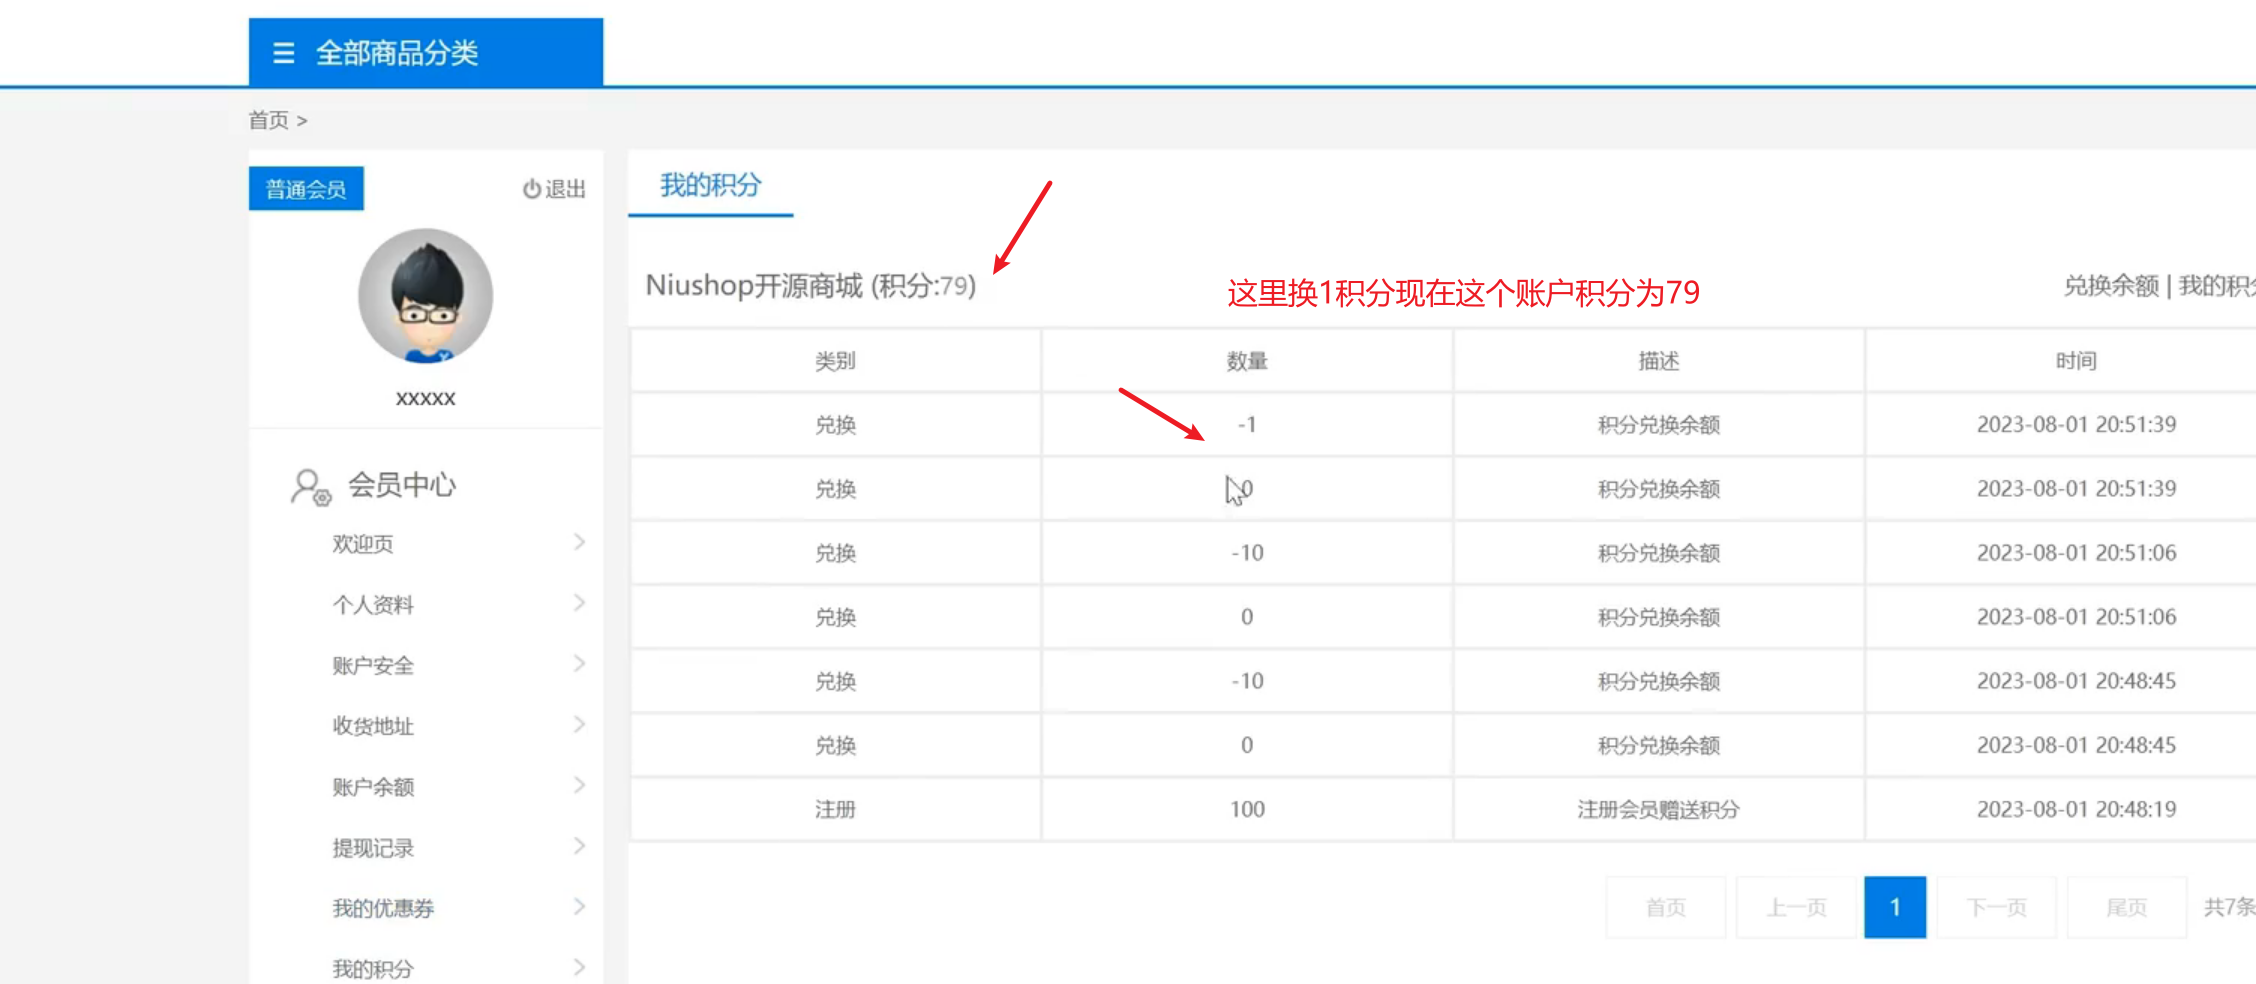 全部商品分类
首页 >
普通会员
退出
xxxxx
会员中心
欢迎页
个人资料
账户安全
收货地址
账户余额
提现记录
我的优惠券
我的积分
我的积分
Niushop开源商城 (积分:79)
这里换1积分现在这个账户积分为79
兑换余额 | 我的积分
类别 数量 描述 时间
兑换 -1 积分兑换余额 2023-08-01 20:51:39
兑换 0 积分兑换余额 2023-08-01 20:51:39
兑换 -10 积分兑换余额 2023-08-01 20:51:06
兑换 0 积分兑换余额 2023-08-01 20:51:06
兑换 -10 积分兑换余额 2023-08-01 20:48:45
兑换 0 积分兑换余额 2023-08-01 20:48:45
注册 100 注册会员赠送积分 2023-08-01 20:48:19
首页 上一页 1 下一页 尾页 共7条